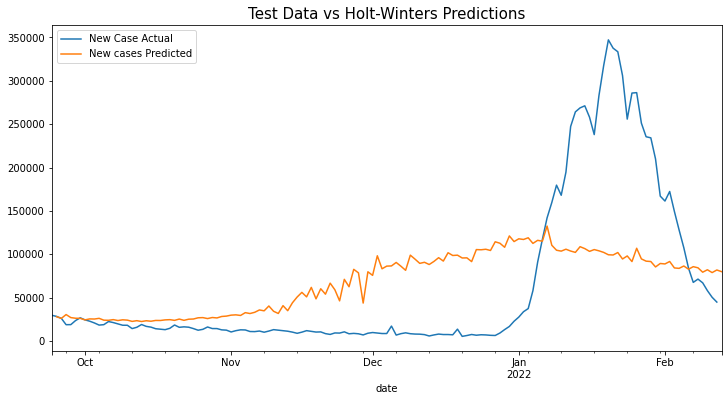 Test Data vs Holt-Winters Predictions
New Case Actual
New cases Predicted
350000
300000
250000
200000
150000
100000
50000
0
Oct
Nov
Dec
Jan
2022
Feb
date